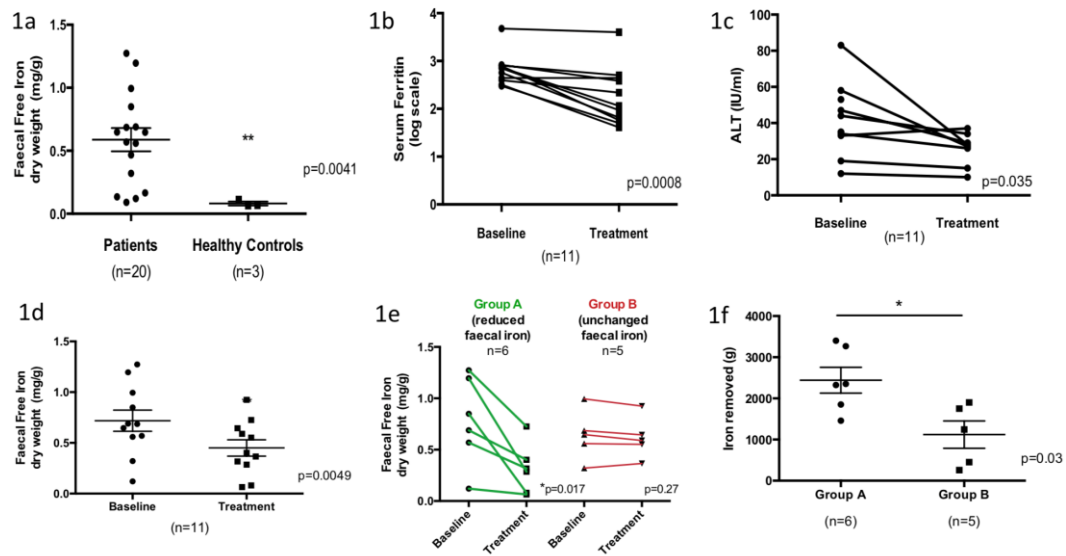 1a
Faecal Free Iron
dry weight (mg/g)
1.5
1.0
0.5
0.0
**
p=0.0041
Patients
Healthy Controls
(n=20)
(n=3)
1b
Serum Ferritin
(log scale)
4
3
2
1
0
p=0.0008
Baseline
Treatment
(n=11)
1c
ALT (IU/ml)
100
80
60
40
20
0
p=0.035
Baseline
Treatment
(n=11)
1d
Faecal Free Iron
dry weight (mg/g)
1.5
1.0
0.5
0.0
p=0.0049
Baseline
Treatment
(n=11)
1e
Group A
(reduced
faecal iron)
n=6
Group B
(unchanged
faecal iron)
n=5
Faecal Free Iron
dry weight (mg/g)
1.5
1.0
0.5
0.0
*p=0.017
p=0.27
Baseline
Treatment
Baseline
Treatment
1f
Iron removed (g)
4000
3000
2000
1000
0
*
p=0.03
Group A
Group B
(n=6)
(n=5)